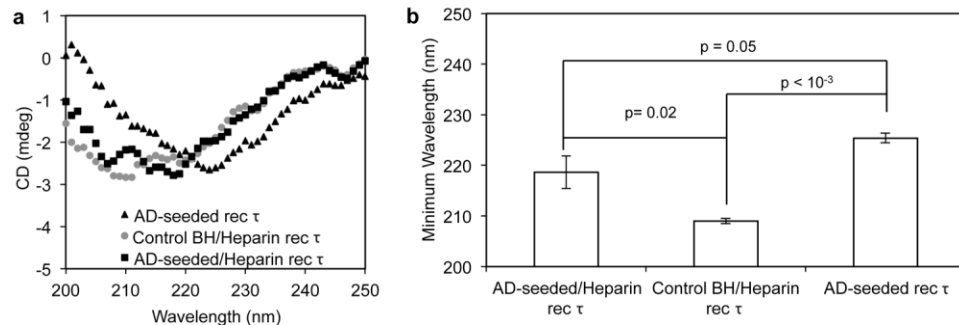 a
CD (mdeg)
1
0
-1
-2
-3
-4
-5
200
210
220
230
240
250
Wavelength (nm)
AD-seeded rec τ
Control BH/Heparin rec τ
AD-seeded/Heparin rec τ
b
Minimum Wavelength (nm)
250
240
230
220
210
200
p = 0.05
p < 10-3
p= 0.02
AD-seeded/Heparin
rec τ
Control BH/Heparin
rec τ
AD-seeded rec τ